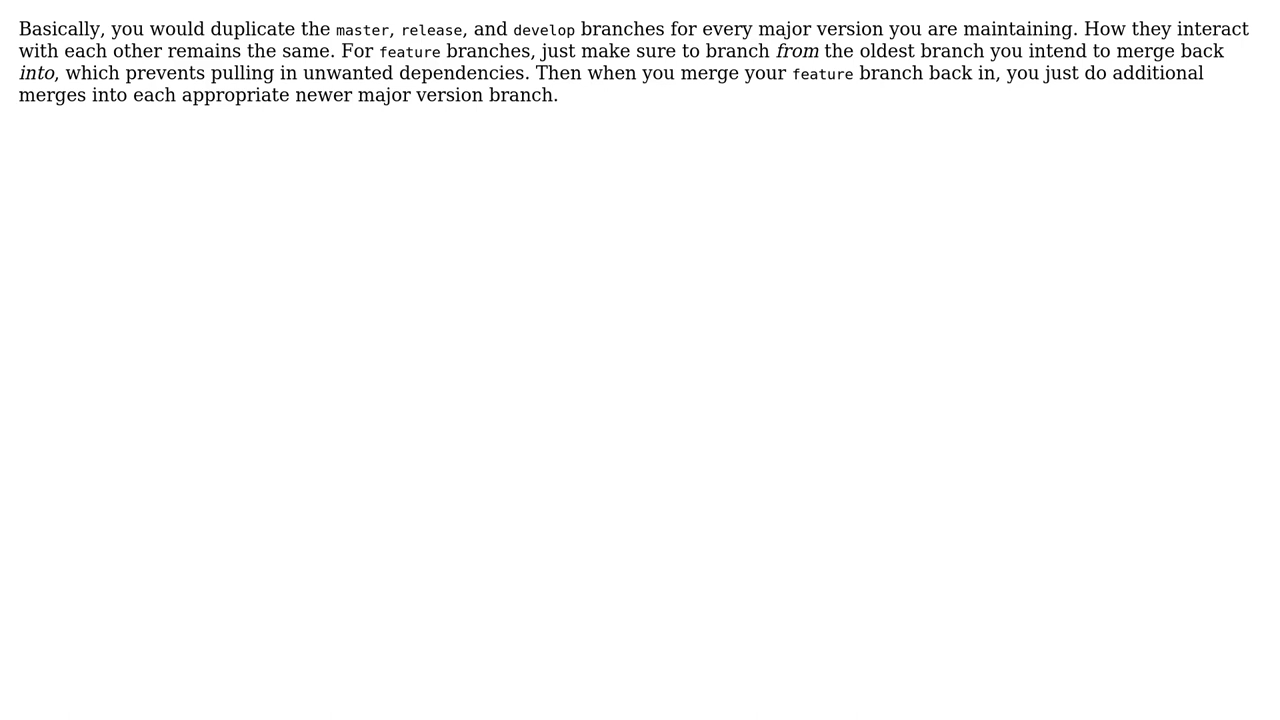 Basically, you would duplicate the master, release, and develop branches for every major version you are maintaining. How they interact
with each other remains the same. For feature branches, just make sure to branch from the oldest branch you intend to merge back
into, which prevents pulling in unwanted dependencies. Then when you merge your feature branch back in, you just do additional
merges into each appropriate newer major version branch.